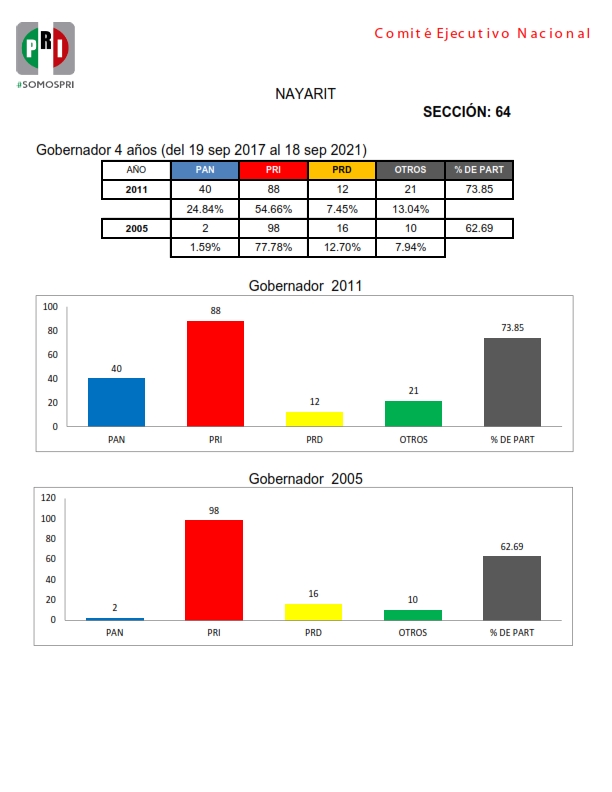 PRI
#SOMOSPRI
Comité Ejecutivo Nacional
NAYARIT
SECCIÓN: 64
Gobernador 4 años (del 19 sep 2017 al 18 sep 2021)
AÑO PAN PRI PRD OTROS % DE PART
2011 40 88 12 21 73.85
24.84% 54.66% 7.45% 13.04%
2005 2 98 16 10 62.69
1.59% 77.78% 12.70% 7.94%
Gobernador 2011
100
80
60
40
20
0
40
88
12
21
73.85
PAN PRI PRD OTROS % DE PART
Gobernador 2005
120
100
80
60
40
20
0
2
98
16
10
62.69
PAN PRI PRD OTROS % DE PART